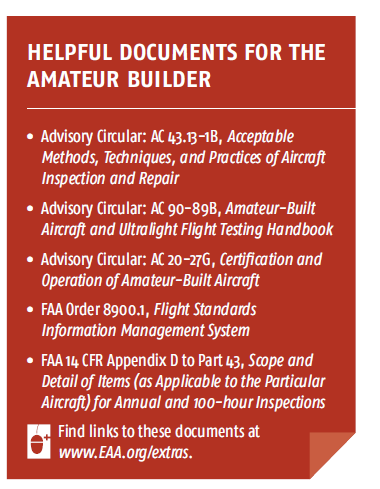 HELPFUL DOCUMENTS FOR THE
AMATEUR BUILDER
• Advisory Circular: AC 43.13-1B, Acceptable
Methods, Techniques, and Practices of Aircraft
Inspection and Repair
• Advisory Circular: AC 90-89B, Amateur-Built
Aircraft and Ultralight Flight Testing Handbook
• Advisory Circular: AC 20-27G, Certification and
Operation of Amateur-Built Aircraft
• FAA Order 8900.1, Flight Standards
Information Management System
• FAA 14 CFR Appendix D to Part 43, Scope and
Detail of Items (as Applicable to the Particular
Aircraft) for Annual and 100-hour Inspections
Find links to these documents at
www.EAA.org/extras.